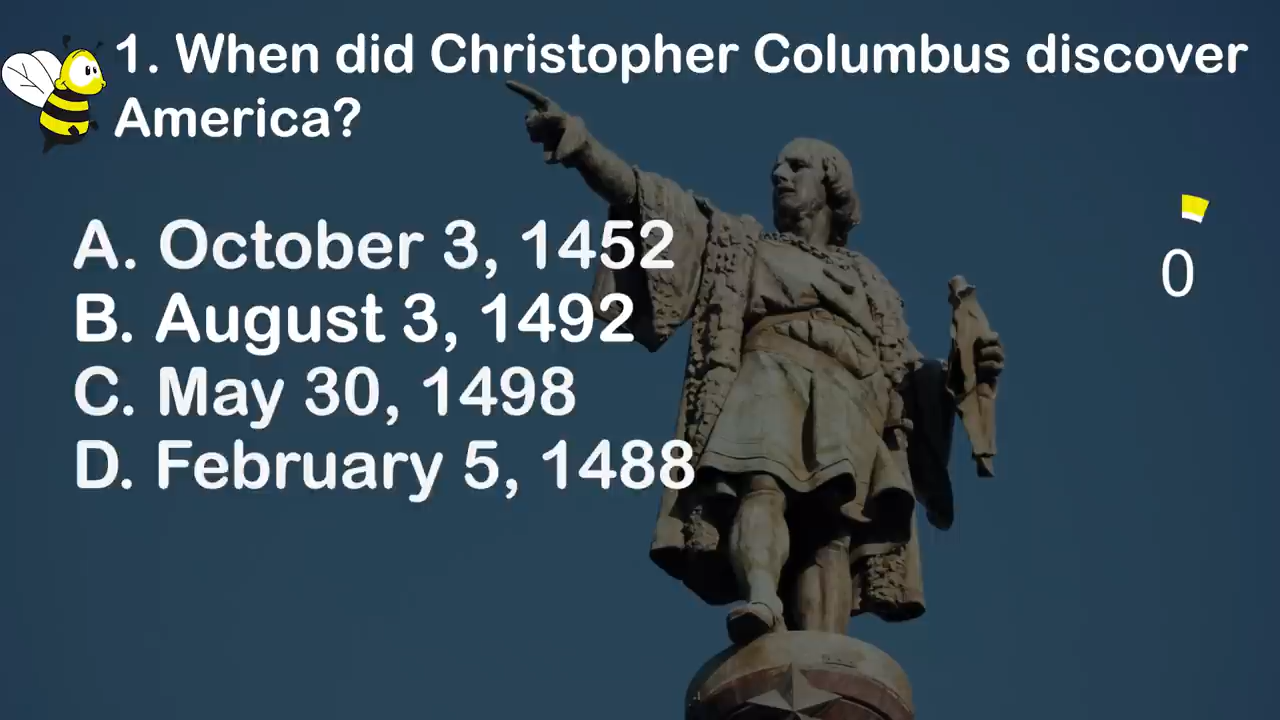 1. When did Christopher Columbus discover
America?
A. October 3, 1452
0
B. August 3, 1492
C. May 30, 1498
D. February 5, 1488